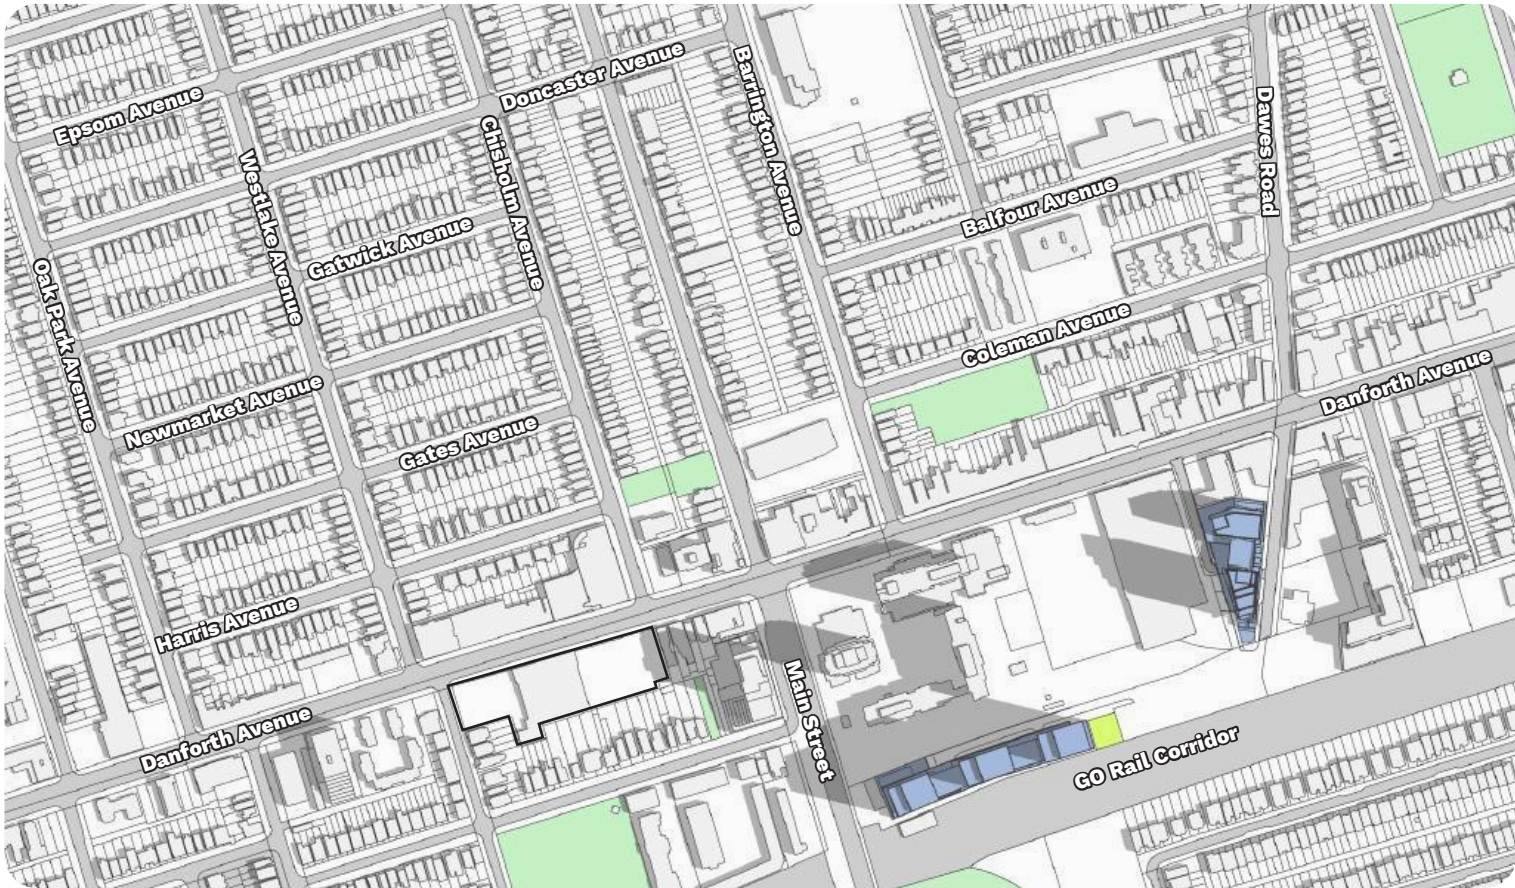 Doncaster Avenue
Epsom Avenue
Barrington Avenue
Dawes Road
Chisholm Avenue
Westlake Avenue
Balfour Avenue
Gatwick Avenue
Oak Park Avenue
Coleman Avenue
Danforth Avenue
Newmarket Avenue
Gates Avenue
Harris Avenue
Main Street
Danforth Avenue
GO Rail Corridor